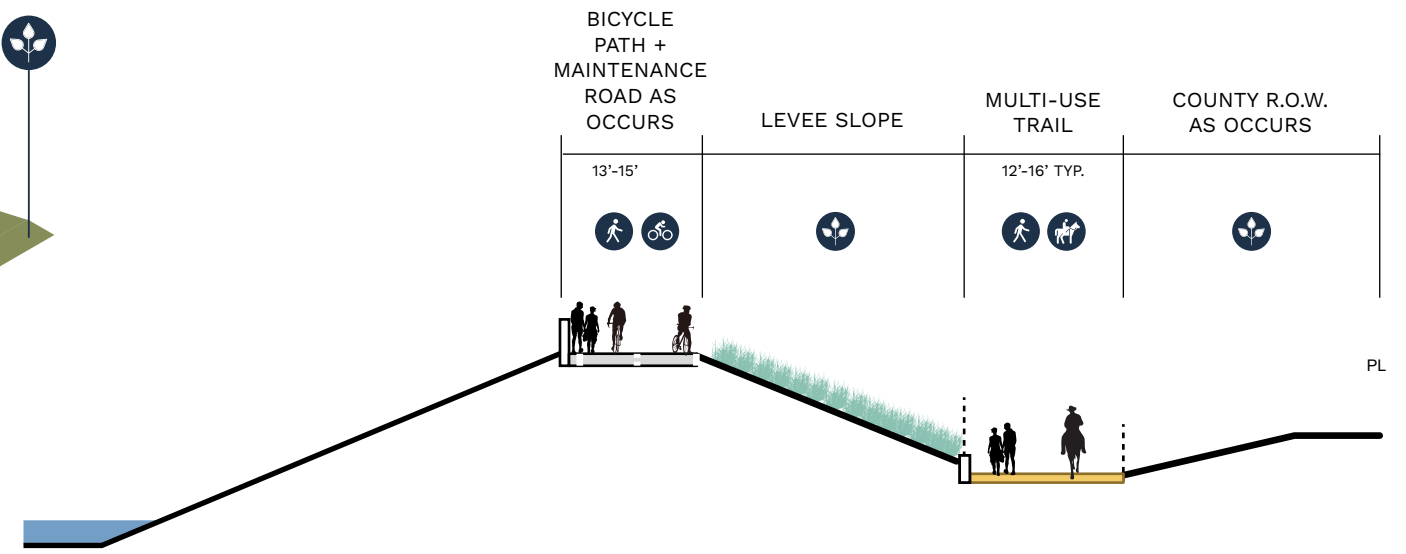 BICYCLE
PATH +
MAINTENANCE
ROAD AS
OCCURS
LEVEE SLOPE
MULTI-USE
TRAIL
COUNTY R.O.W.
AS OCCURS
13'-15'
12'-16' TYP.
PL